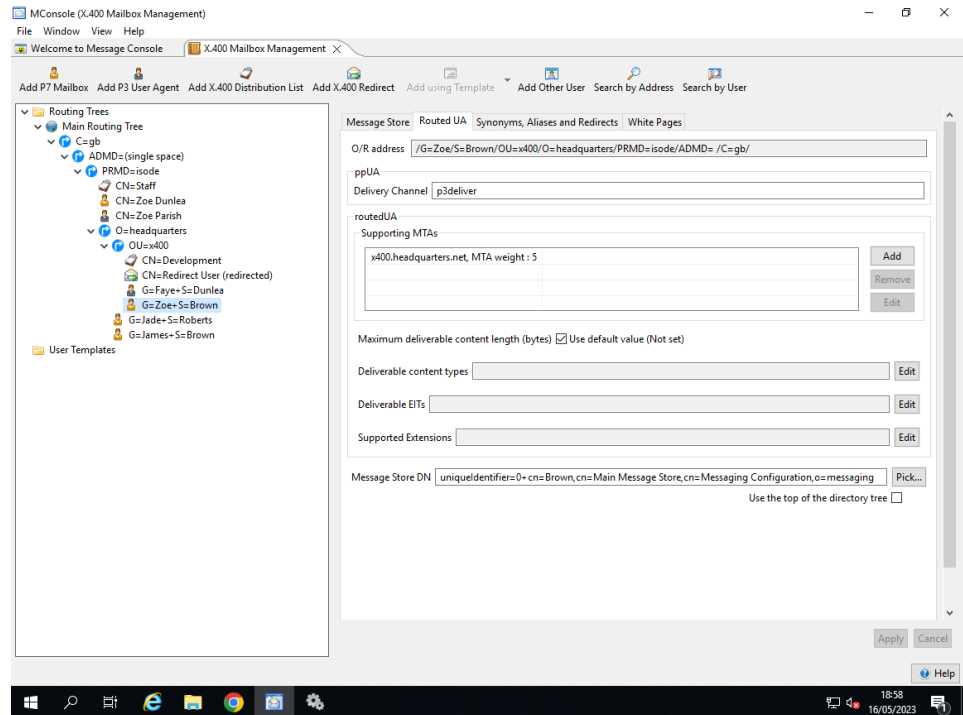 MConsole (X.400 Mailbox Management)
File Window View Help
Welcome to Message Console X.400 Mailbox Management
Add P7 Mailbox Add P3 User Agent Add X.400 Distribution List Add X.400 Redirect Add using Template Add Other User Search by Address Search by User
Routing Trees
Main Routing Tree
C=gb
ADMD=(single space)
PRMD=isode
CN=Staff
CN=Zoe Dunlea
CN=Zoe Parish
O=headquarters
OU=x400
CN=Development
CN=Redirect User (redirected)
G=Faye+S=Dunlea
G=Zoe+S=Brown
G=Jade+S=Roberts
G=James+S=Brown
User Templates
Message Store Routed UA Synonyms, Aliases and Redirects White Pages
O/R address /G=Zoe/S=Brown/OU=x400/O=headquarters/PRMD=isode/ADMD= /C=gb/
ppUA
Delivery Channel p3deliver
routedUA
Supporting MTAs
x400.headquarters.net, MTA weight : 5
Add
Remove
Edit
Maximum deliverable content length (bytes) Use default value (Not set)
Deliverable content types Edit
Deliverable EITs Edit
Supported Extensions Edit
Message Store DN uniqueIdentifier=0+cn=Brown,cn=Main Message Store,cn=Messaging Configuration,o=messaging Pick...
Use the top of the directory tree
Apply Cancel
Help
18:58
16/05/2023
1